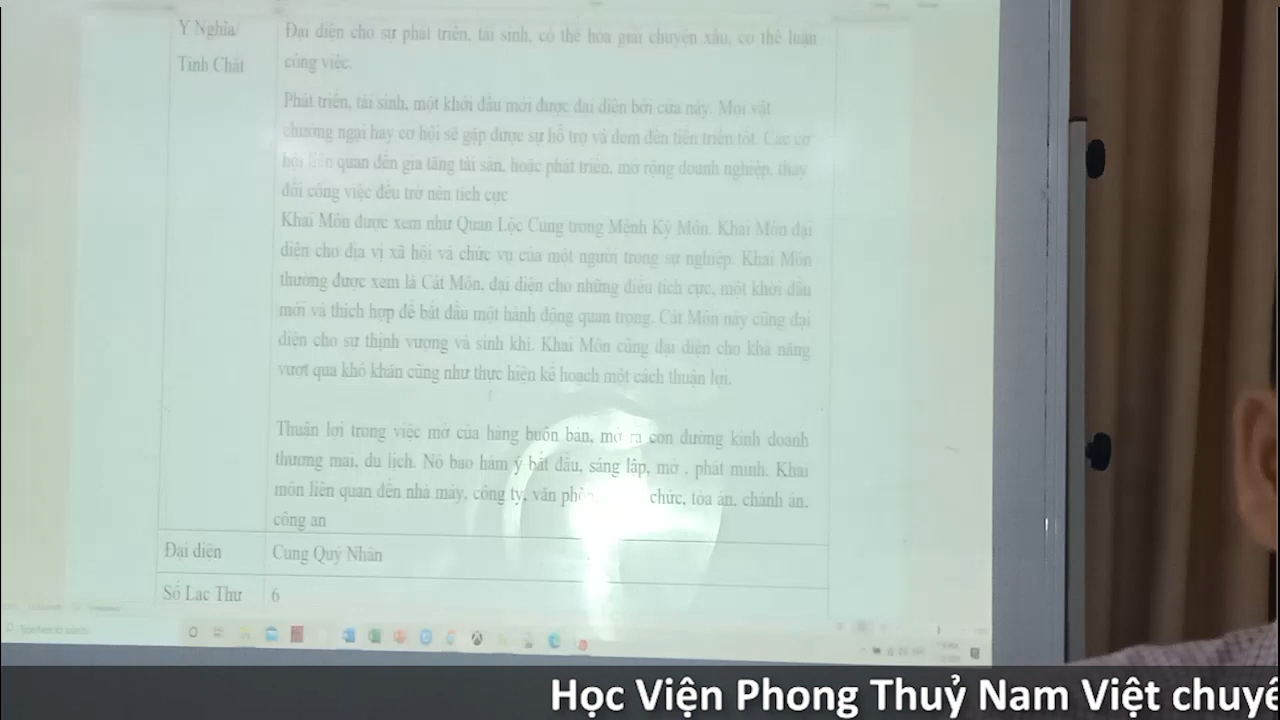 Ý Nghĩa/
Tính Chất
Đại diện cho sự phát triển, tái sinh, có thể hóa giải chuyện xấu, có thể luận
công việc.
Phát triển, tái sinh, một khởi đầu mới được đại diện bởi cửa này. Mọi vật
chướng ngại hay cơ hội sẽ gặp được sự hỗ trợ và đem đến tiến triển tốt. Các cơ
hội liên quan đến gia tăng tài sản, hoặc phát triển, mở rộng doanh nghiệp, thay
đổi công việc đều trở nên tích cực
Khai Môn được xem như Quan Lộc Cung trong Mệnh Kỳ Môn. Khai Môn đại
diện cho địa vị xã hội và chức vụ của một người trong sự nghiệp. Khai Môn
thường được xem là Cát Môn, đại diện cho những điều tích cực, một khởi đầu
mới và thích hợp để bắt đầu một hành động quan trọng. Cát Môn này cũng đại
diện cho sự thịnh vượng và sinh khí. Khai Môn cũng đại diện cho khả năng
vượt qua khó khăn cũng như thực hiện kế hoạch một cách thuận lợi.
Thuận lợi trong việc mở cửa hàng buôn bán, mở ra con đường kinh doanh
thương mại, du lịch. Nó bao hàm ý bắt đầu, sáng lập, mở , phát minh. Khai
môn liên quan đến nhà máy, công ty, văn chức, tòa án, chánh án,
công an
Đại diện
Cung Quý Nhân
Số Lạc Thư
6
Học Viện Phong Thuỷ Nam Việt chuyê